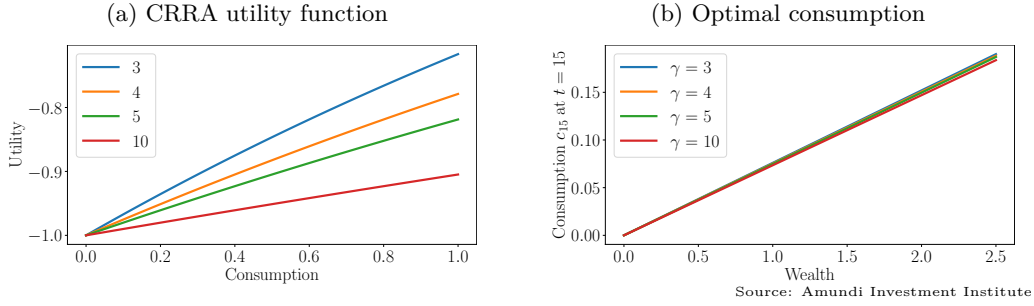 (a) CRRA utility function
3
4
5
10
−0.8
−0.9
−1.0
Utility
0.0 0.2 0.4 0.6 0.8 1.0
Consumption
(b) Optimal consumption
γ = 3
γ = 4
γ = 5
γ = 10
0.15
0.10
0.05
0.00
Consumption c₁₅ at t = 15
0.0 0.5 1.0 1.5 2.0 2.5
Wealth
Source: Amundi Investment Institute